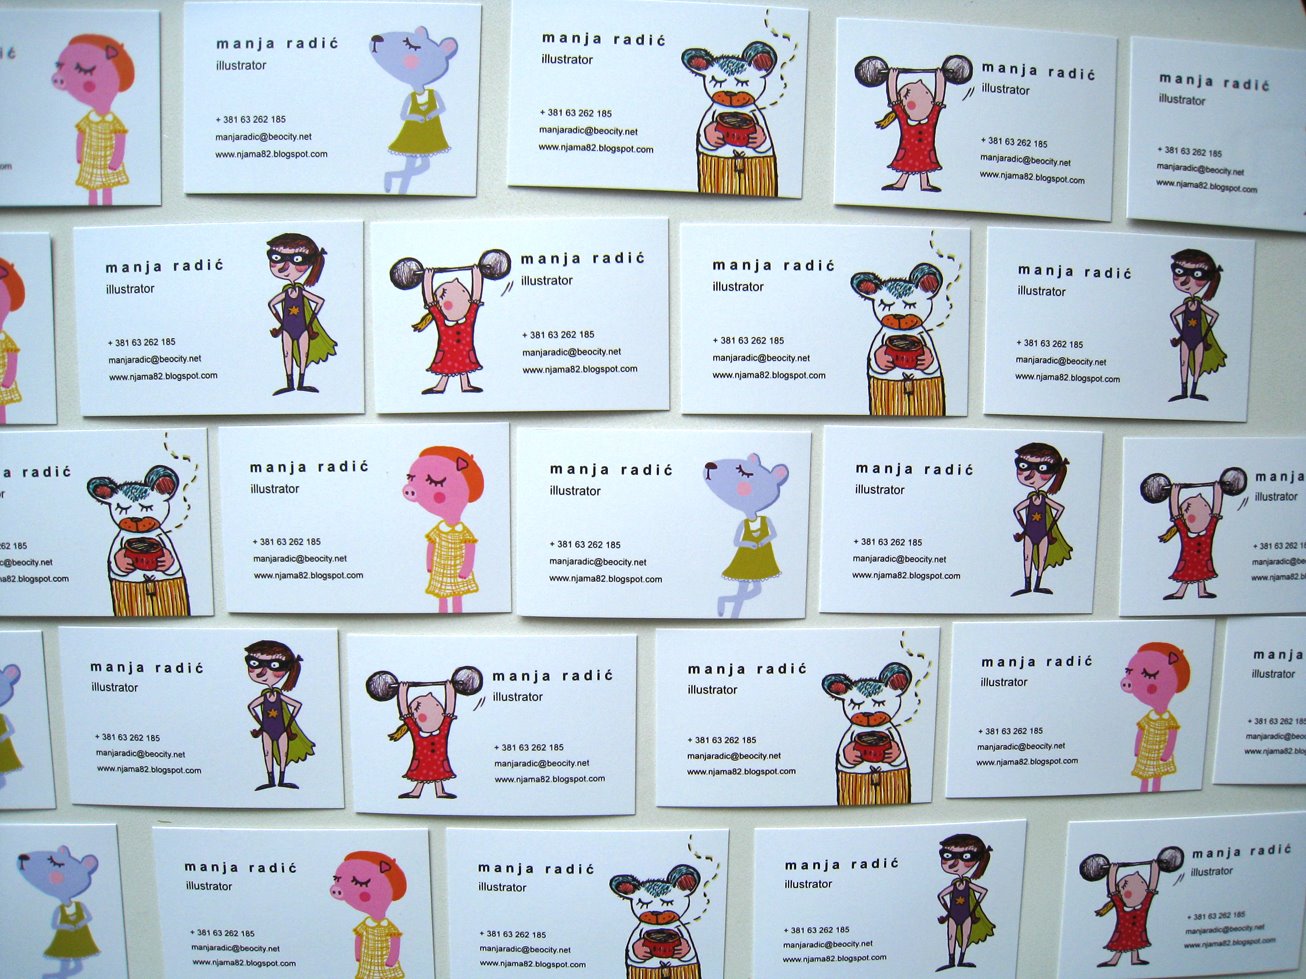 ić
om
manja radić
illustrator
+ 381 63 262 185
manjaradic@beocity.net
www.njama82.blogspot.com
manja radić
illustrator
+ 381 63 262 185
manjaradic@beocity.net
www.njama82.blogspot.com
manja radić
illustrator
+ 381 63 262 185
manjaradic@beocity.net
www.njama82.blogspot.com
manja radić
illustrator
+ 381 63 262 185
manjaradic@beocity.net
www.njama82.blogspot.com
manja radić
illustrator
+ 381 63 262 185
manjaradic@beocity.net
www.njama82.blogspot.com
manja radić
illustrator
+ 381 63 262 185
manjaradic@beocity.net
www.njama82.blogspot.com
manja radić
illustrator
+ 381 63 262 185
manjaradic@beocity.net
www.njama82.blogspot.com
manja radić
illustrator
+ 381 63 262 185
manjaradic@beocity.net
www.njama82.blogspot.com
a radić
or
262 185
ic@beocity.net
ma82.blogspot.com
manja radić
illustrator
+ 381 63 262 185
manjaradic@beocity.net
www.njama82.blogspot.com
manja radić
illustrator
+ 381 63 262 185
manjaradic@beocity.net
www.njama82.blogspot.com
manja radić
illustrator
+ 381 63 262 185
manjaradic@beocity.net
www.njama82.blogspot.com
manja
illustrator
+ 381 63 262 185
manjaradic@beoc
www.njama82.blo
manja radić
illustrator
+ 381 63 262 185
manjaradic@beocity.net
www.njama82.blogspot.com
manja radić
illustrator
+ 381 63 262 185
manjaradic@beocity.net
www.njama82.blogspot.com
manja radić
illustrator
+ 381 63 262 185
manjaradic@beocity.net
www.njama82.blogspot.com
manja radić
illustrator
+ 381 63 262 185
manjaradic@beocity.net
www.njama82.blogspot.com
manja
illustrator
+ 381 63 262 185
manjaradic@beoc
www.njama82.blo
manja radić
illustrator
+ 381 63 262 185
manjaradic@beocity.net
www.njama82.blogspot.com
manja radić
illustrator
+ 381 63 262 185
manjaradic@beocity.net
www.njama82.blogspot.com
manja radić
illustrator
+ 381 63 262 185
manjaradic@beocity.net
www.njama82.blogspot.com
manja radić
illustrator
+ 381 63 262 185
manjaradic@beocity.net
www.njama82.blogspot.com